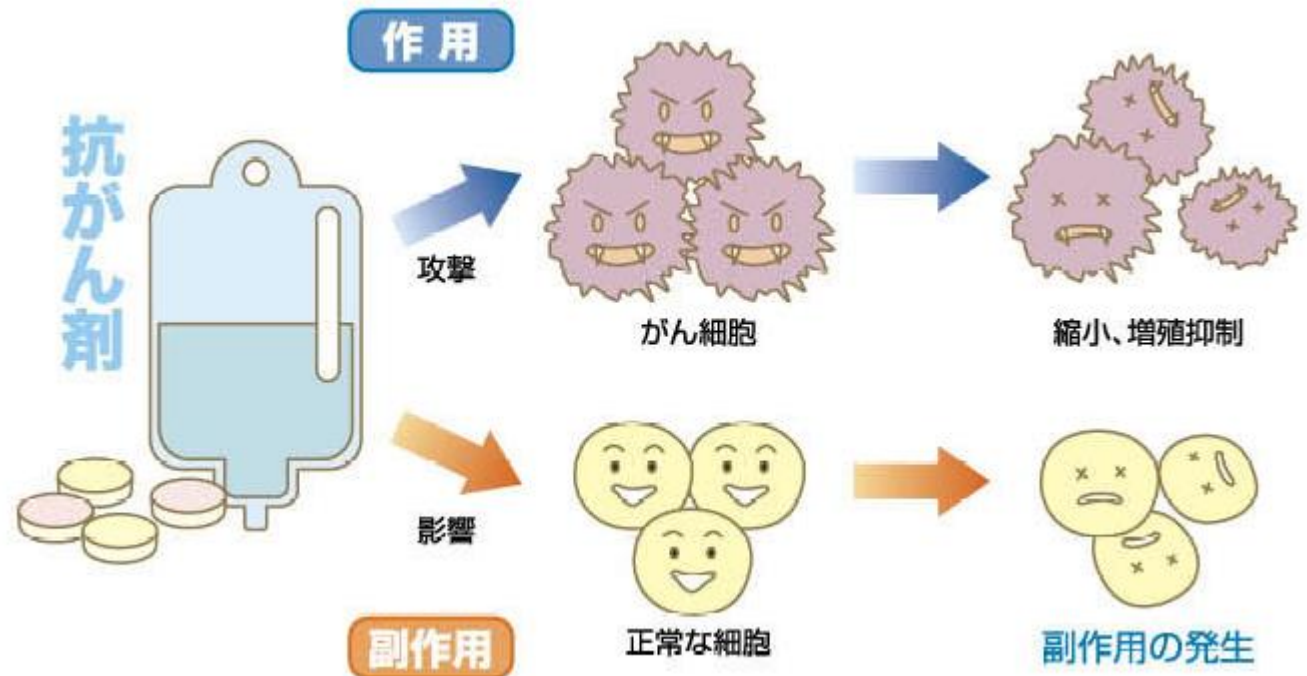 作用
抗がん剤
攻撃
がん細胞
縮小、増殖抑制
影響
正常な細胞
副作用の発生
副作用